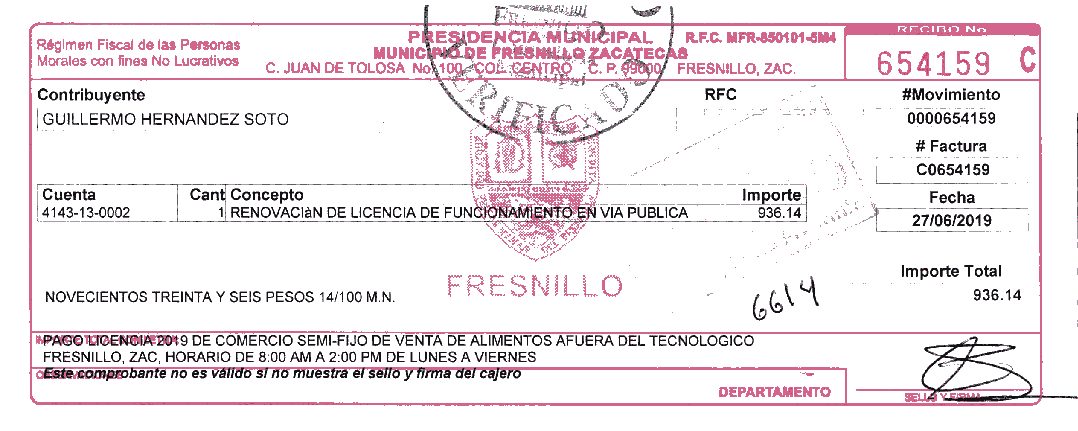 RECIBO No
Régimen Fiscal de las Personas
Morales con fines No Lucrativos
PRESIDENCIA MUNICIPAL R.F.C. MFR-850101-5M4
MUNICIPIO DE FRESNILLO ZACATECAS
C. JUAN DE TOLOSA No. 100 COL. CENTRO C. P. 99000 FRESNILLO, ZAC.
654159 C
VERIFICADO
Contribuyente
RFC
#Movimiento
GUILLERMO HERNANDEZ SOTO
0000654159
# Factura
C0654159
Cuenta Cant Concepto Importe
Fecha
4143-13-0002 1 RENOVACIèN DE LICENCIA DE FUNCIONAMIENTO EN VIA PUBLICA 936.14
27/06/2019
FRESNILLO
Importe Total
NOVECIENTOS TREINTA Y SEIS PESOS 14/100 M.N.
936.14
6614
PAGO LICENCIA 2019 DE COMERCIO SEMI-FIJO DE VENTA DE ALIMENTOS AFUERA DEL TECNOLOGICO
FRESNILLO, ZAC, HORARIO DE 8:00 AM A 2:00 PM DE LUNES A VIERNES
Este comprobante no es válido si no muestra el sello y firma del cajero
DEPARTAMENTO
SELLO Y FIRMA